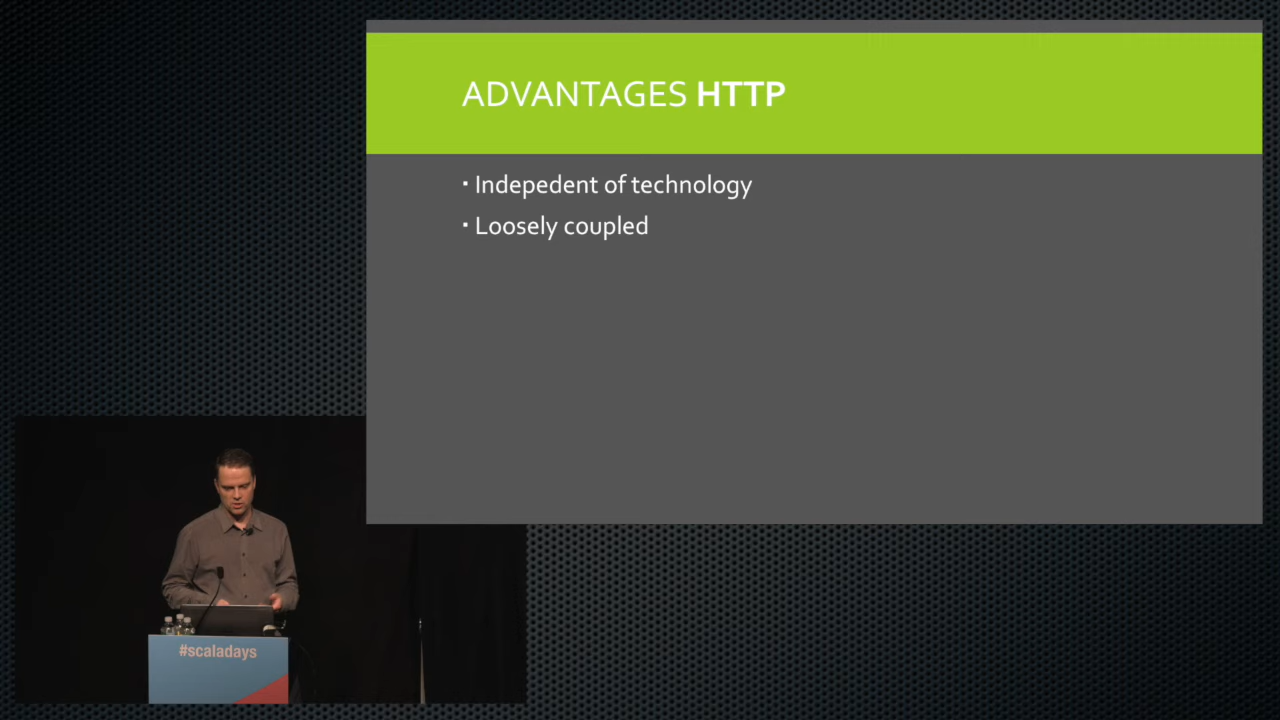 ADVANTAGES HTTP
▪ Indepedent of technology
▪ Loosely coupled
#scaladays